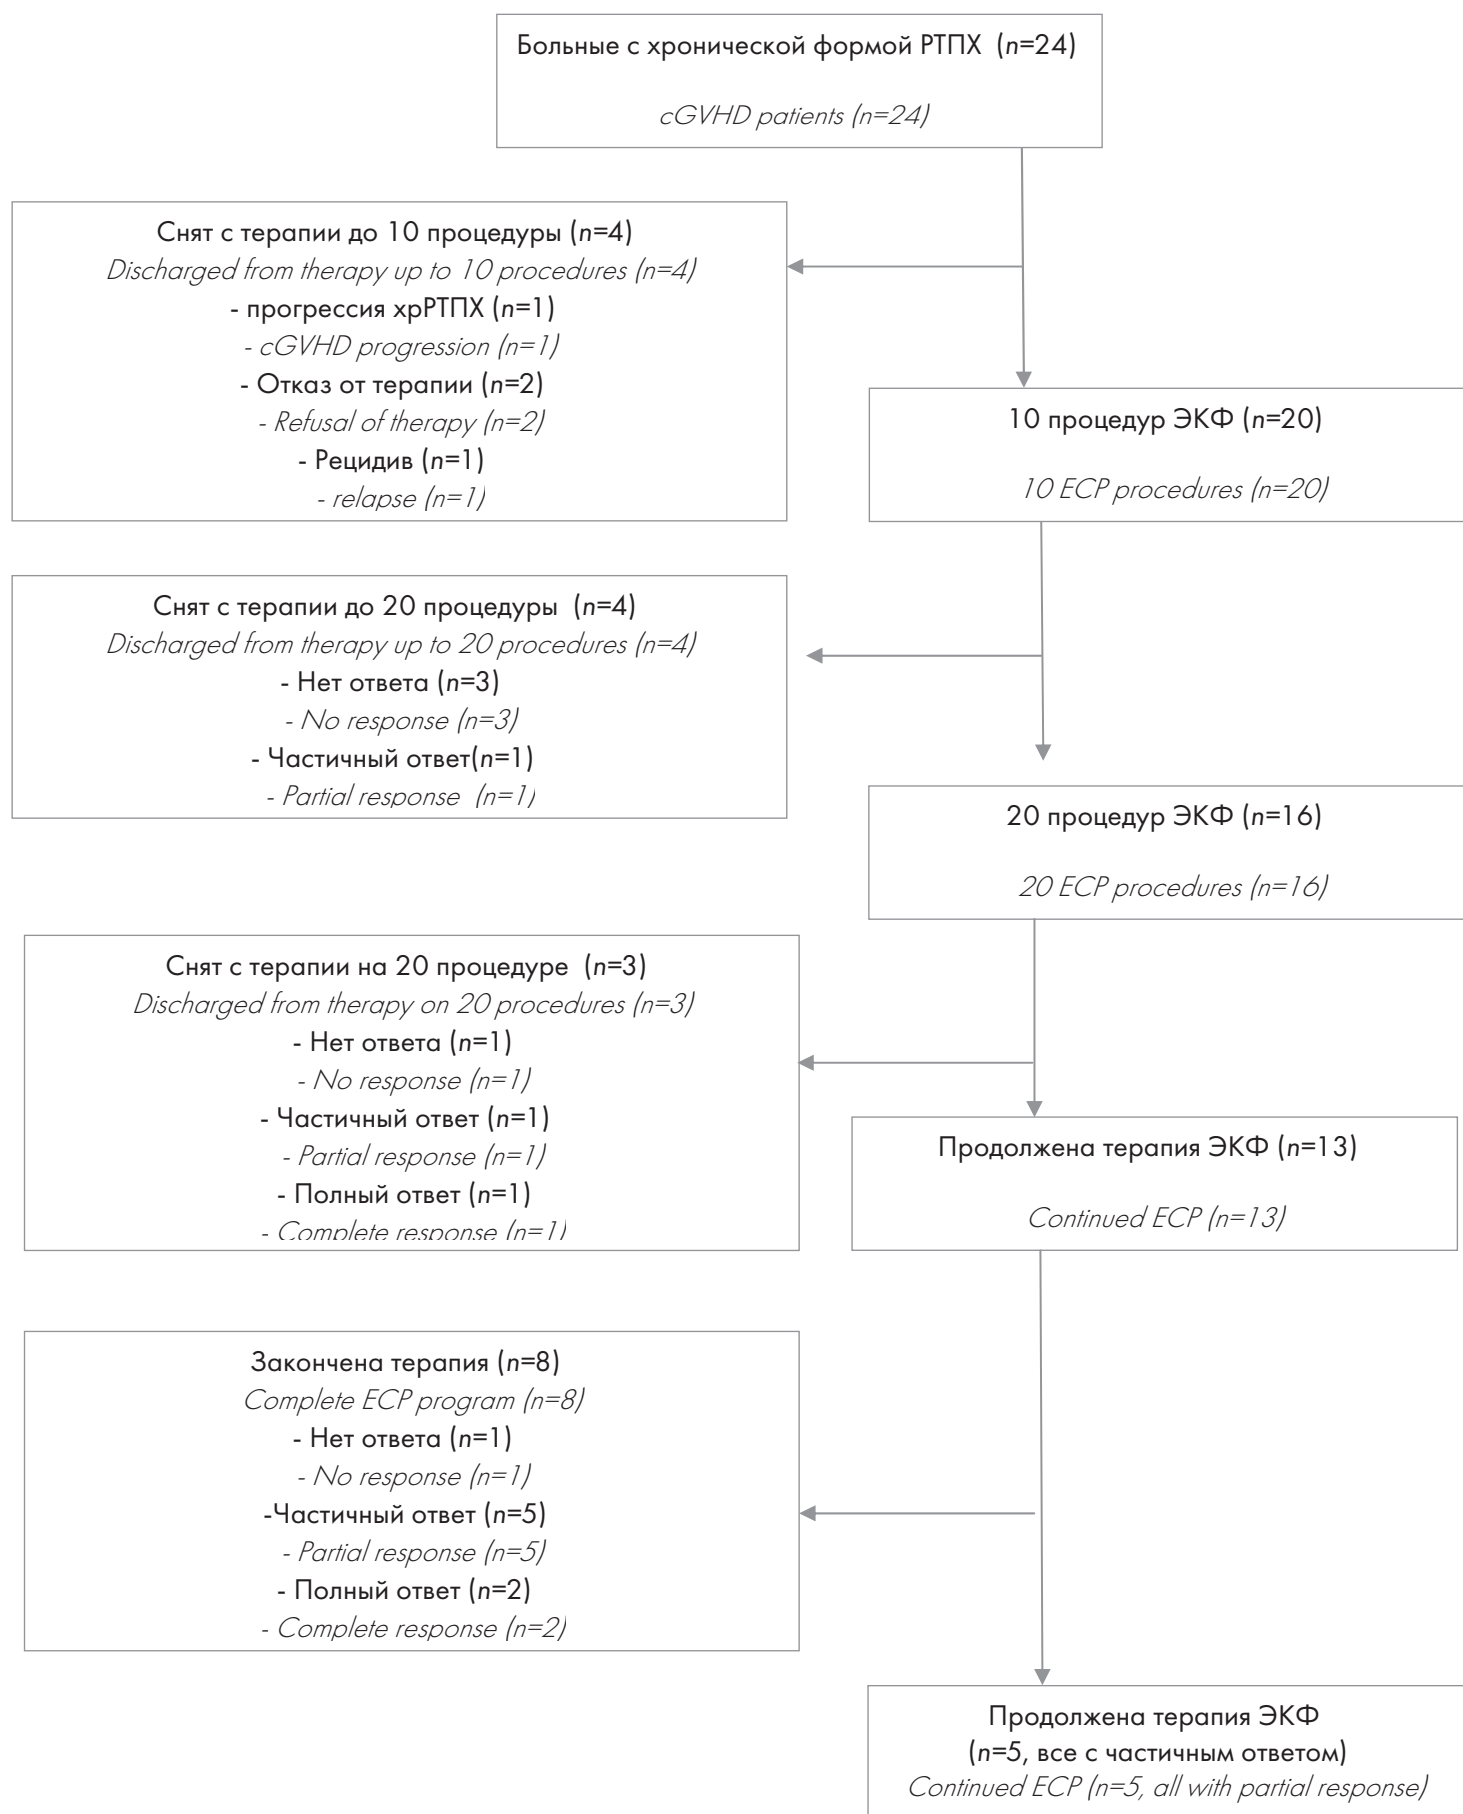 Больные с хронической формой РТПХ (n=24)
cGVHD patients (n=24)
Снят с терапии до 10 процедуры (n=4)
Discharged from therapy up to 10 procedures (n=4)
- прогрессия хрРТПХ (n=1)
- cGVHD progression (n=1)
- Отказ от терапии (n=2)
- Refusal of therapy (n=2)
- Рецидив (n=1)
- relapse (n=1)
10 процедур ЭКФ (n=20)
10 ECP procedures (n=20)
Снят с терапии до 20 процедуры (n=4)
Discharged from therapy up to 20 procedures (n=4)
- Нет ответа (n=3)
- No response (n=3)
- Частичный ответ(n=1)
- Partial response (n=1)
20 процедур ЭКФ (n=16)
20 ECP procedures (n=16)
Снят с терапии на 20 процедуре (n=3)
Discharged from therapy on 20 procedures (n=3)
- Нет ответа (n=1)
- No response (n=1)
- Частичный ответ (n=1)
- Partial response (n=1)
- Полный ответ (n=1)
- Complete response (n=1)
Продолжена терапия ЭКФ (n=13)
Continued ECP (n=13)
Закончена терапия (n=8)
Complete ECP program (n=8)
- Нет ответа (n=1)
- No response (n=1)
-Частичный ответ (n=5)
- Partial response (n=5)
- Полный ответ (n=2)
- Complete response (n=2)
Продолжена терапия ЭКФ
(n=5, все с частичным ответом)
Continued ECP (n=5, all with partial response)